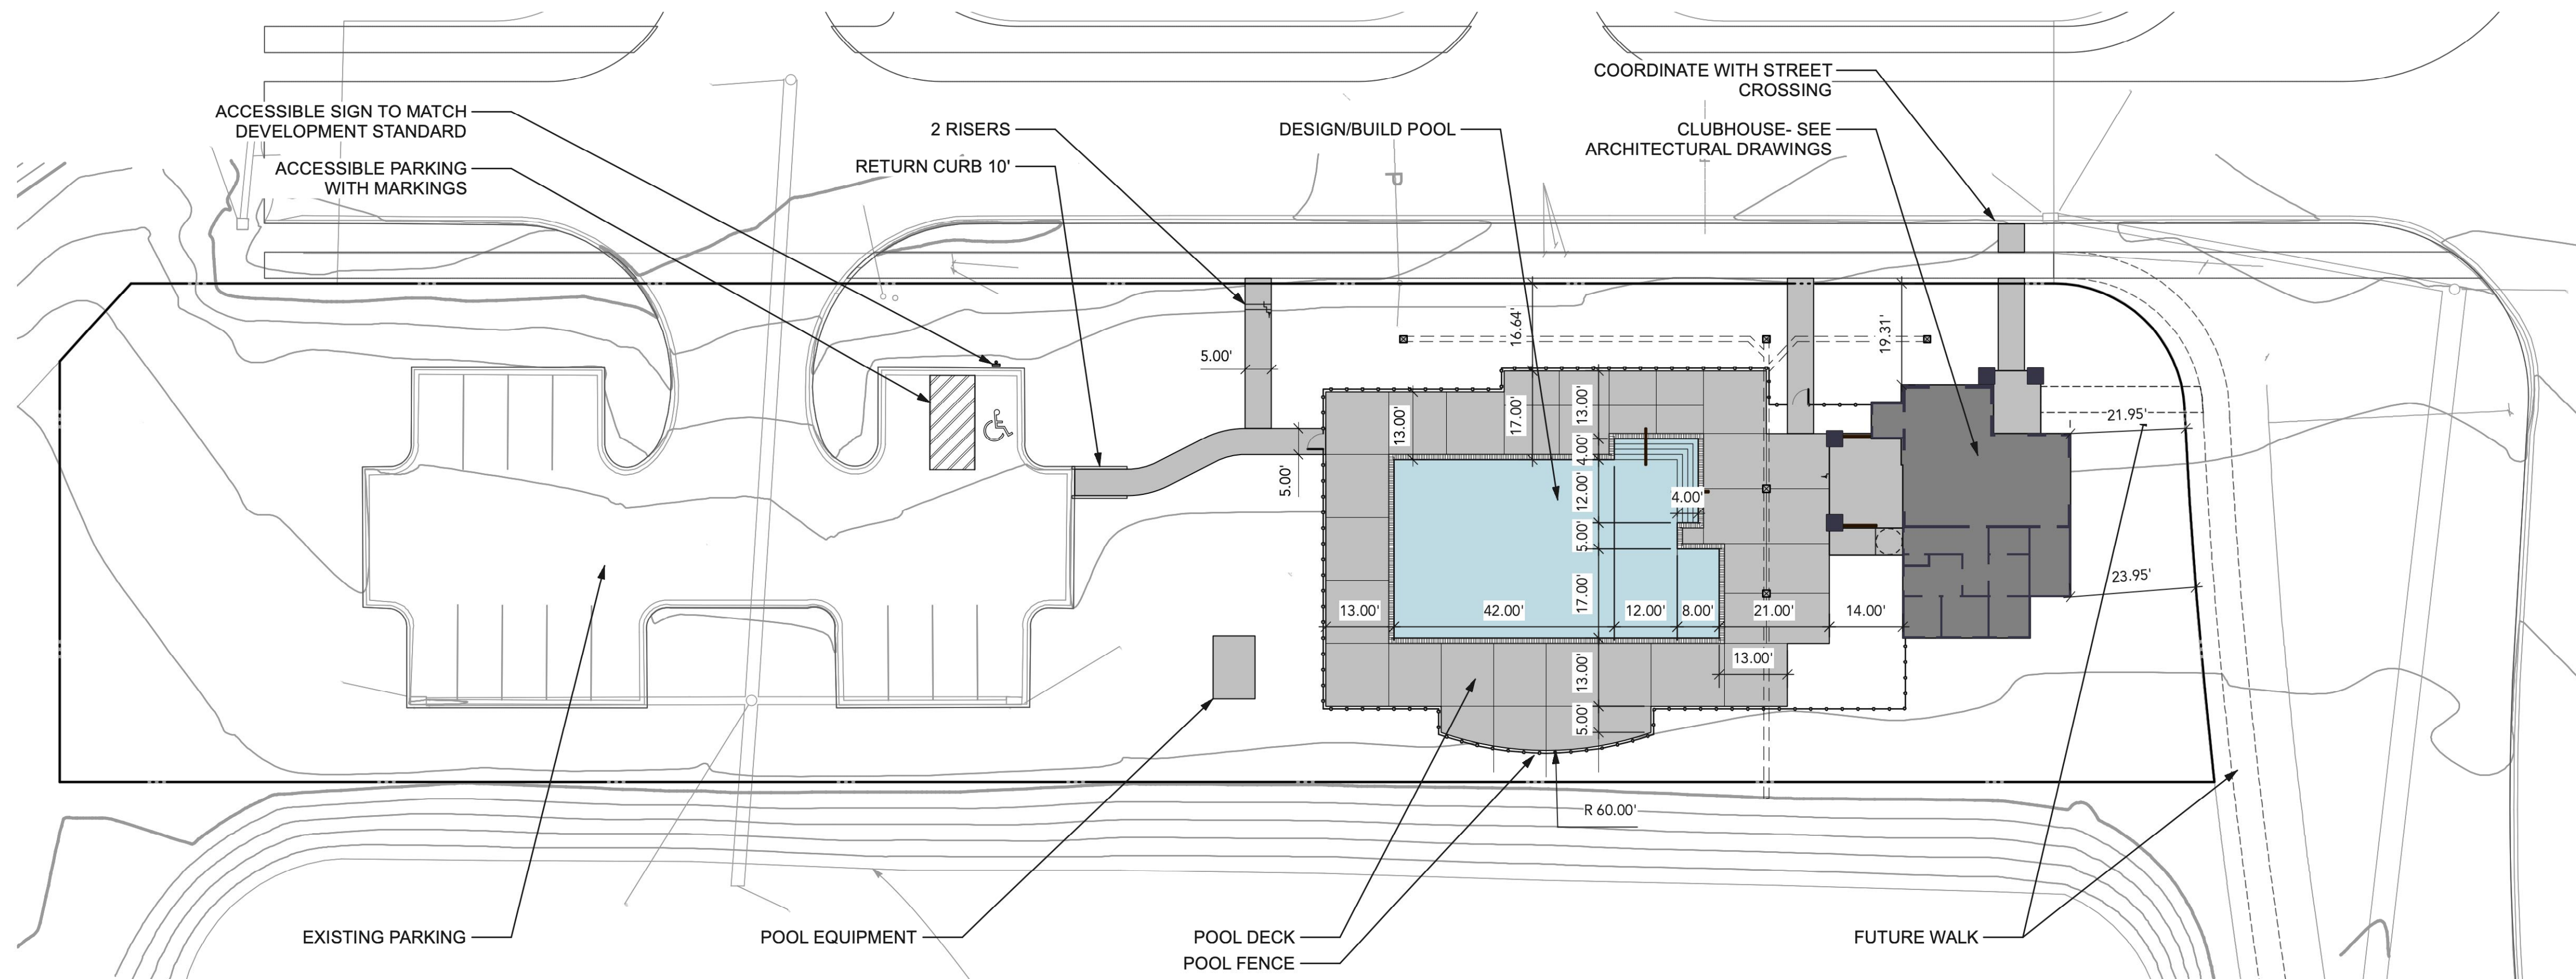 COORDINATE WITH STREET
CROSSING
ACCESSIBLE SIGN TO MATCH
DEVELOPMENT STANDARD
2 RISERS
DESIGN/BUILD POOL
CLUBHOUSE- SEE
ARCHITECTURAL DRAWINGS
RETURN CURB 10'
ACCESSIBLE PARKING
WITH MARKINGS
P
16.64'
19.31'
5.00'
13.00'
17.00'
13.00'
21.95'
4.00'
5.00'
12.00'
4.00'
5.00'
23.95'
17.00'
13.00'
42.00'
12.00'
8.00'
21.00'
14.00'
13.00'
13.00'
5.00'
R 60.00'
EXISTING PARKING
POOL EQUIPMENT
POOL DECK
POOL FENCE
FUTURE WALK